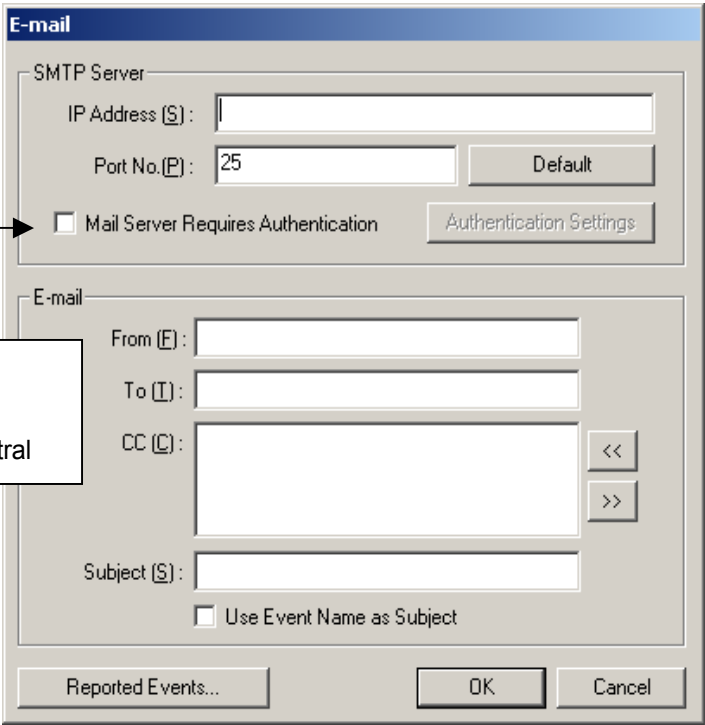 E-mail
SMTP Server
IP Address (S) :
Port No.(P) : 25 Default
Mail Server Requires Authentication Authentication Settings
E-mail
From (F) :
To (T) :
tral
CC (C) : <<
>>
Subject (S) :
Use Event Name as Subject
Reported Events... OK Cancel